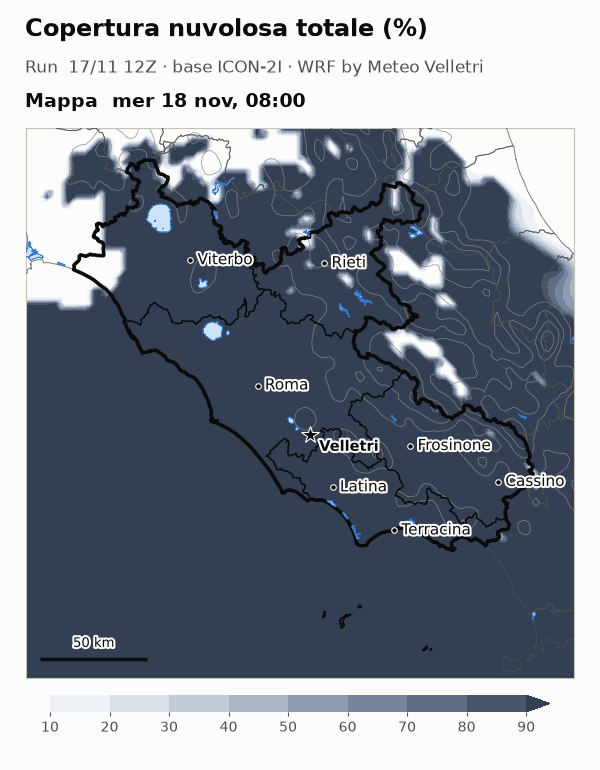 Copertura nuvolosa totale (%)
Run  17/11 12Z · base ICON-2I · WRF by Meteo Velletri
Mappa  mer 18 nov, 08:00
Viterbo
Rieti
Roma
Velletri
Frosinone
Cassino
Latina
Terracina
50 km
10 20 30 40 50 60 70 80 90